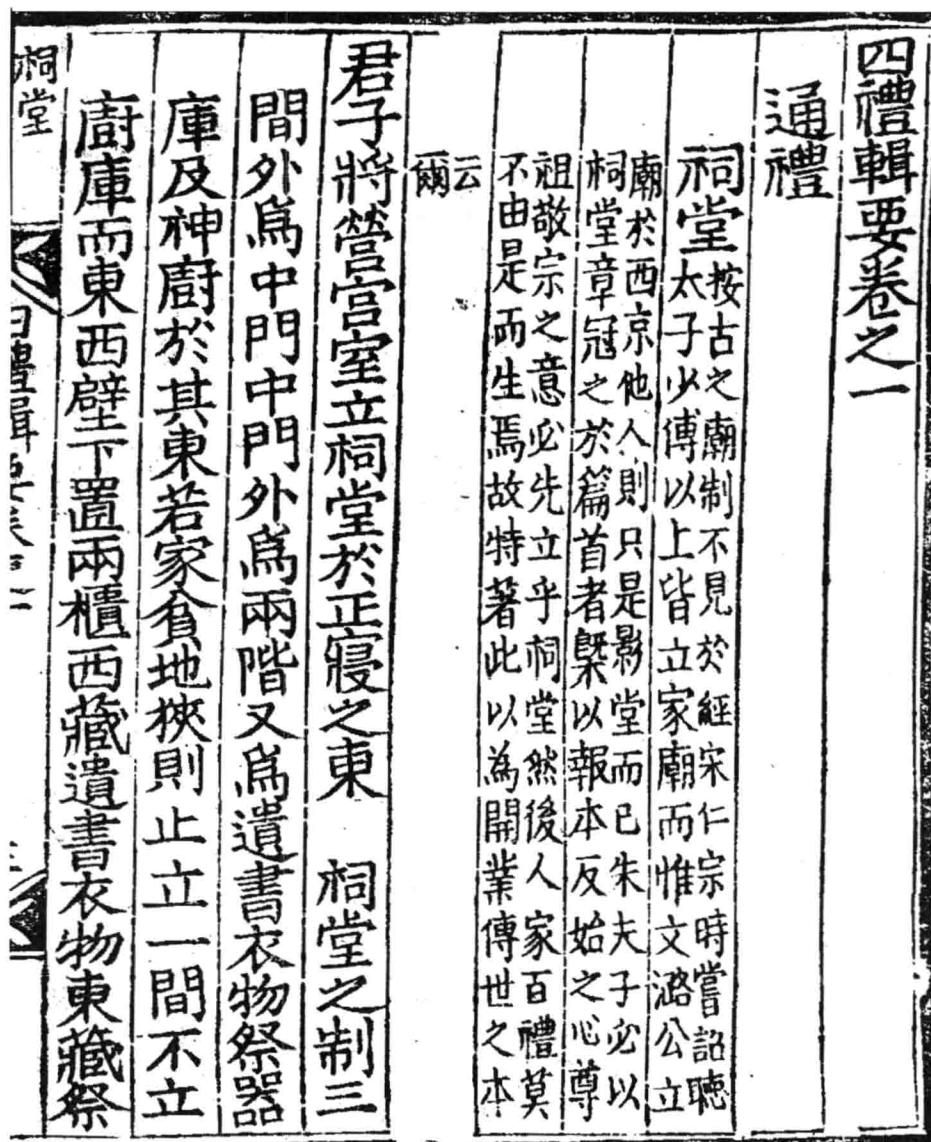 四禮輯要卷之一
通禮
祠堂
按古之廟制不見於經宋仁宗時嘗詔聽
太子少傅以上皆立家廟而惟文潞公立
廟於西京他人則只是影堂而已朱夫子必以
祠堂章冠之於篇首者槩以報本反始之心尊
祖敬宗之意必先立乎祠堂然後人家百禮莫
不由是而生焉故特著此以為開業傳世之本
云
爾
君子將營宮室立祠堂於正寢之東 祠堂之制三
間外爲中門中門外爲兩階又爲遺書衣物祭器
庫及神廚於其東若家貧地狹則止立一間不立
廚庫而東西壁下置兩櫃西藏遺書衣物東藏祭
祠堂